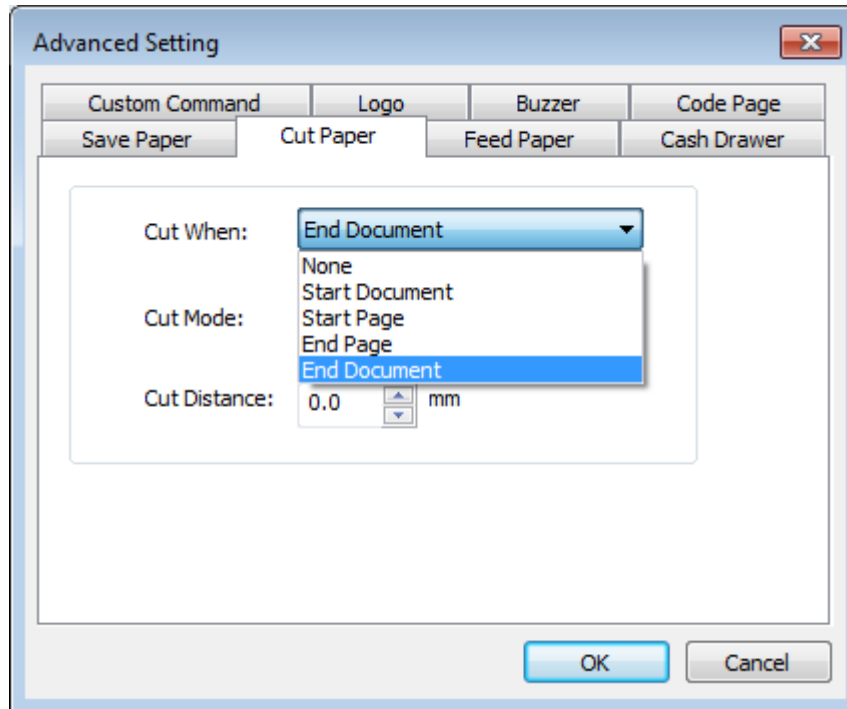 Advanced Setting
Custom Command Logo Buzzer Code Page
Save Paper Cut Paper Feed Paper Cash Drawer
Cut When: End Document
None
Start Document
Cut Mode: Start Page
End Page
End Document
Cut Distance: 0.0 mm
OK Cancel